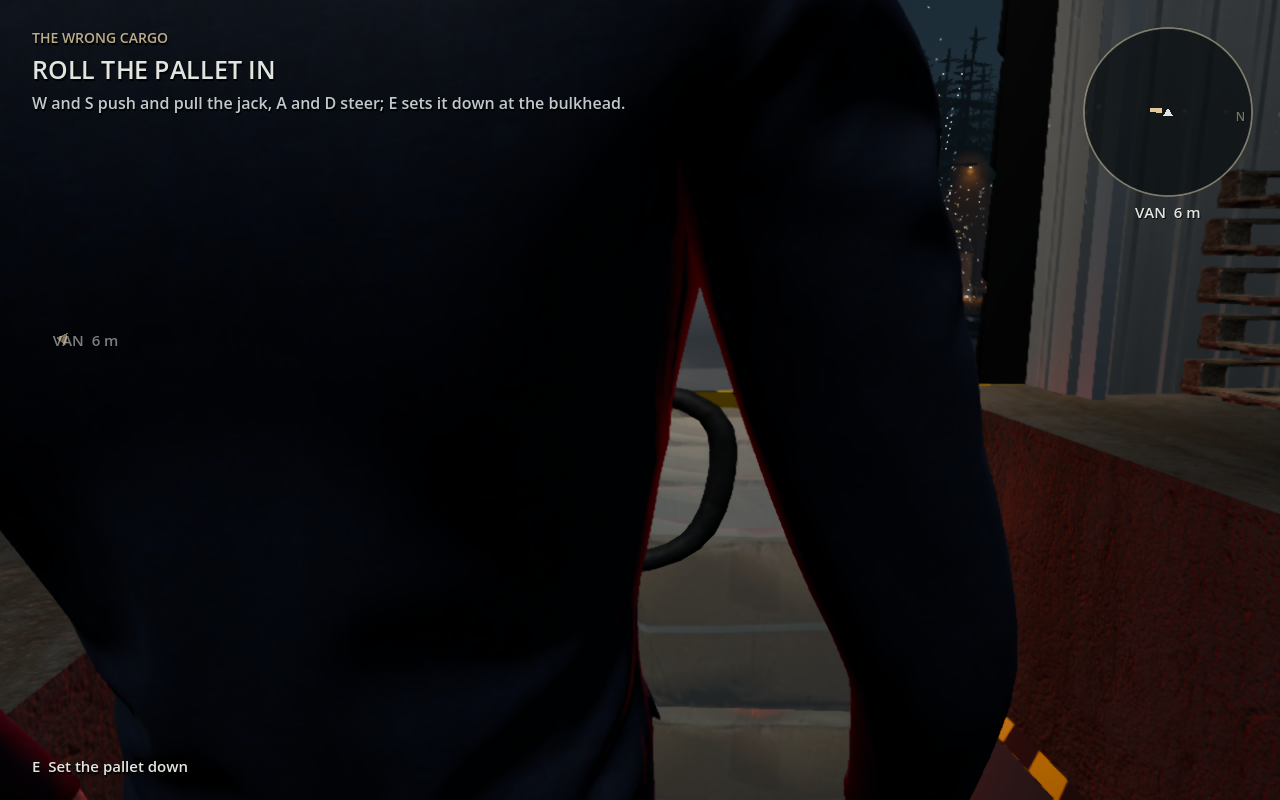 THE WRONG CARGO
ROLL THE PALLET IN
W and S push and pull the jack, A and D steer; E sets it down at the bulkhead.
N
VAN 6 m
VAN 6 m
E Set the pallet down